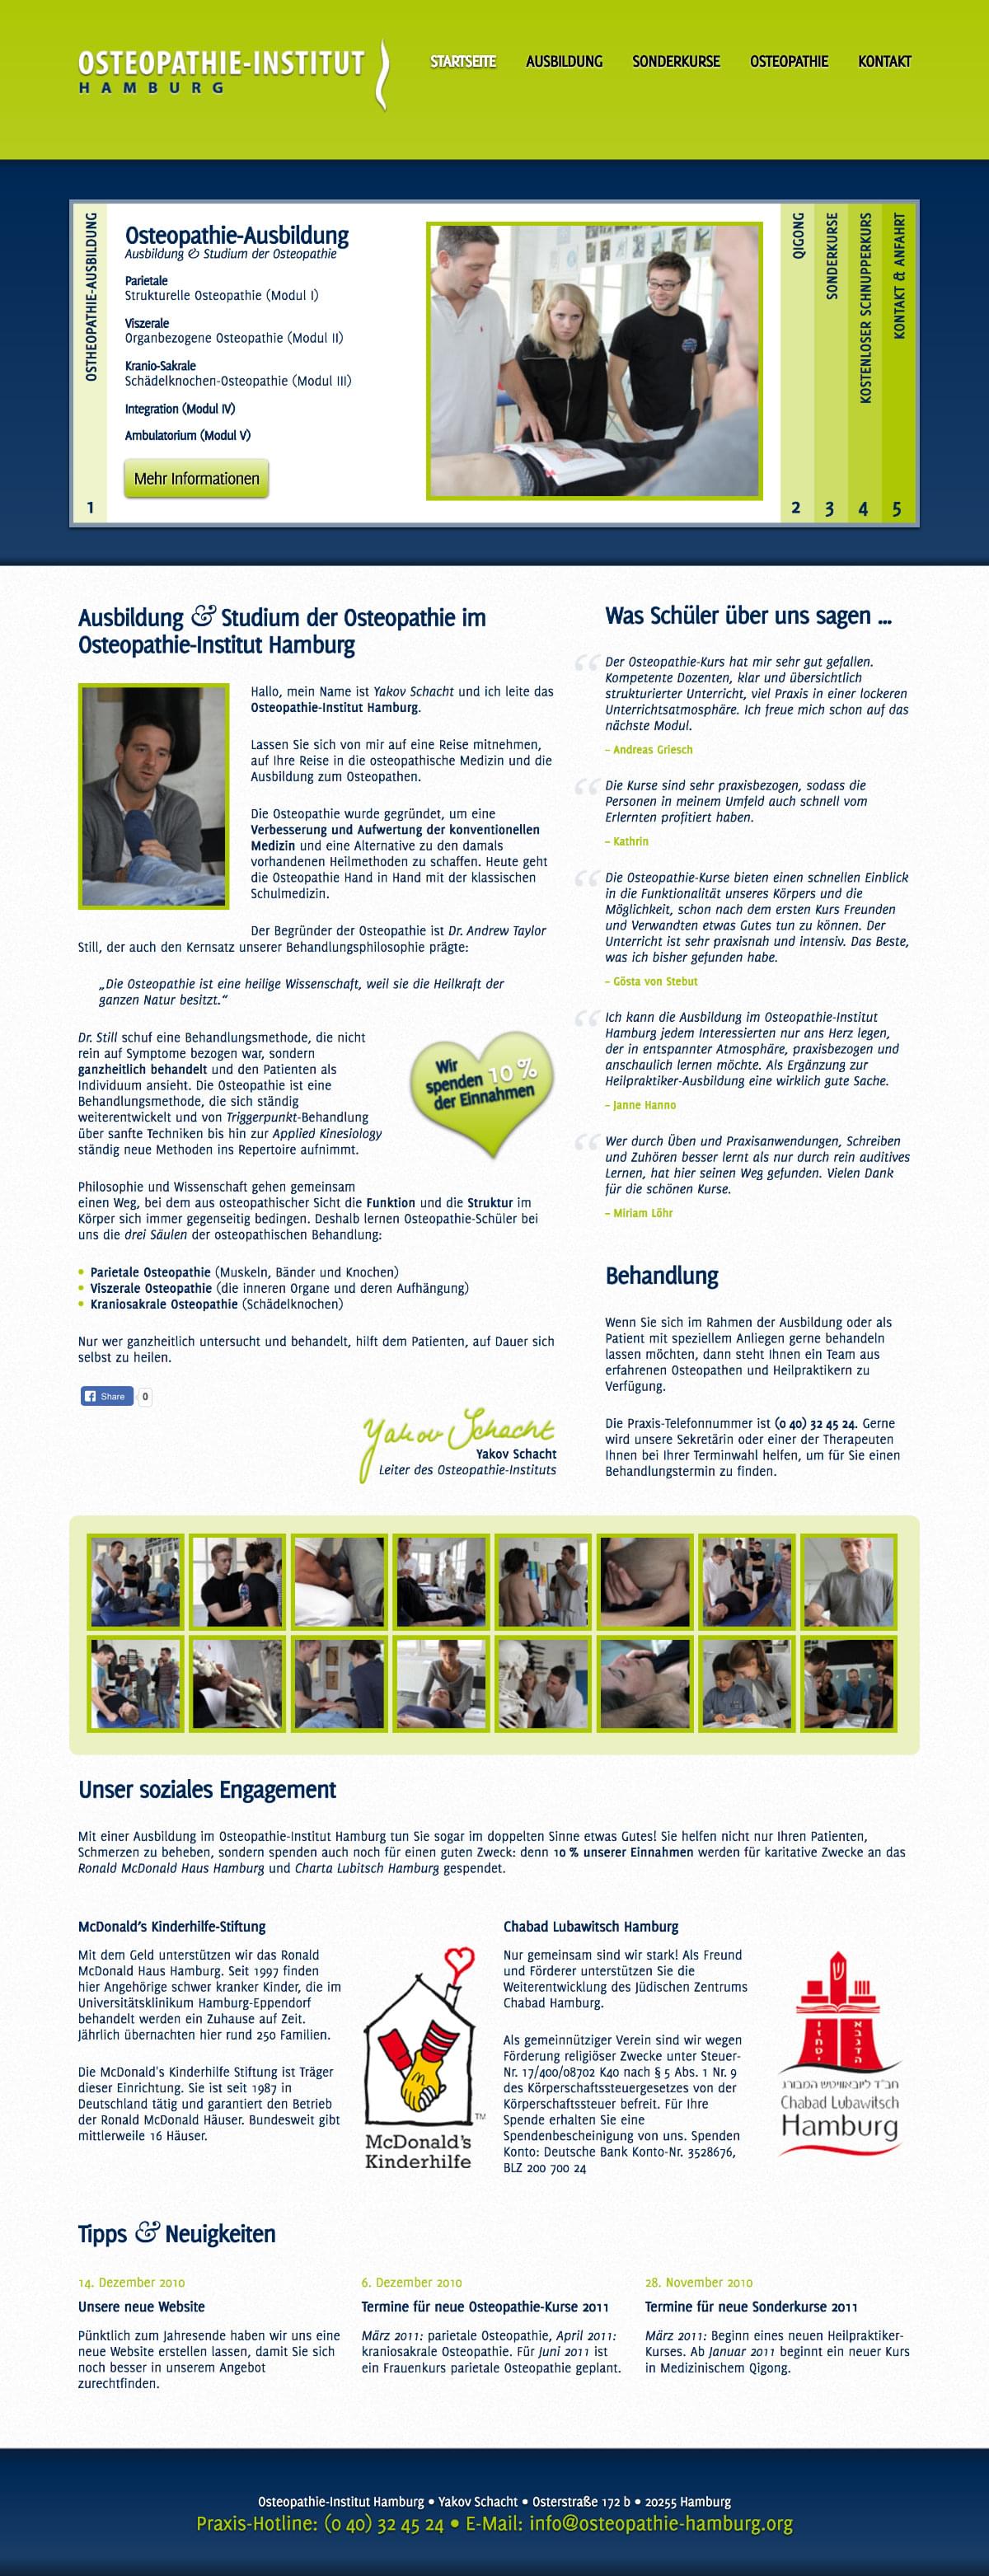 OSTEOPATHIE-INSTITUT
HAMBURG
STARTSEITE
AUSBILDUNG
SONDERKURSE
OSTEOPATHIE
KONTAKT
OSTHEOPATHIE-AUSBILDUNG
1
Osteopathie-Ausbildung
Ausbildung & Studium der Osteopathie
Parietale
Strukturelle Osteopathie (Modul I)
Viszerale
Organbezogene Osteopathie (Modul II)
Kranio-Sakrale
Schädelknochen-Osteopathie (Modul III)
Integration (Modul IV)
Ambulatorium (Modul V)
Mehr Informationen
QIGONG
2
SONDERKURSE
3
KOSTENLOSER SCHNUPPERKURS
4
KONTAKT & ANFAHRT
5
Ausbildung & Studium der Osteopathie im
Osteopathie-Institut Hamburg
Hallo, mein Name ist Yakov Schacht und ich leite das
Osteopathie-Institut Hamburg.
Lassen Sie sich von mir auf eine Reise mitnehmen,
auf Ihre Reise in die osteopathische Medizin und die
Ausbildung zum Osteopathen.
Die Osteopathie wurde gegründet, um eine
Verbesserung und Aufwertung der konventionellen
Medizin und eine Alternative zu den damals
vorhandenen Heilmethoden zu schaffen. Heute geht
die Osteopathie Hand in Hand mit der klassischen
Schulmedizin.
Der Begründer der Osteopathie ist Dr. Andrew Taylor
Still, der auch den Kernsatz unserer Behandlungsphilosophie prägte:
„Die Osteopathie ist eine heilige Wissenschaft, weil sie die Heilkraft der
ganzen Natur besitzt.“
Dr. Still schuf eine Behandlungsmethode, die nicht
rein auf Symptome bezogen war, sondern
ganzheitlich behandelt und den Patienten als
Individuum ansieht. Die Osteopathie ist eine
Behandlungsmethode, die sich ständig
weiterentwickelt und von Triggerpunkt-Behandlung
über sanfte Techniken bis hin zur Applied Kinesiology
ständig neue Methoden ins Repertoire aufnimmt.
Wir
spenden 10 %
der Einnahmen
Philosophie und Wissenschaft gehen gemeinsam
einen Weg, bei dem aus osteopathischer Sicht die Funktion und die Struktur im
Körper sich immer gegenseitig bedingen. Deshalb lernen Osteopathie-Schüler bei
uns die drei Säulen der osteopathischen Behandlung:
• Parietale Osteopathie (Muskeln, Bänder und Knochen)
• Viszerale Osteopathie (die inneren Organe und deren Aufhängung)
• Kraniosakrale Osteopathie (Schädelknochen)
Nur wer ganzheitlich untersucht und behandelt, hilft dem Patienten, auf Dauer sich
selbst zu heilen.
Share 0
Yakov Schacht
Yakov Schacht
Leiter des Osteopathie-Instituts
Was Schüler über uns sagen ...
“ Der Osteopathie-Kurs hat mir sehr gut gefallen.
Kompetente Dozenten, klar und übersichtlich
strukturierter Unterricht, viel Praxis in einer lockeren
Unterrichtsatmosphäre. Ich freue mich schon auf das
nächste Modul.
– Andreas Griesch
“ Die Kurse sind sehr praxisbezogen, sodass die
Personen in meinem Umfeld auch schnell vom
Erlernten profitiert haben.
– Kathrin
“ Die Osteopathie-Kurse bieten einen schnellen Einblick
in die Funktionalität unseres Körpers und die
Möglichkeit, schon nach dem ersten Kurs Freunden
und Verwandten etwas Gutes tun zu können. Der
Unterricht ist sehr praxisnah und intensiv. Das Beste,
was ich bisher gefunden habe.
– Gösta von Stebut
“ Ich kann die Ausbildung im Osteopathie-Institut
Hamburg jedem Interessierten nur ans Herz legen,
der in entspannter Atmosphäre, praxisbezogen und
anschaulich lernen möchte. Als Ergänzung zur
Heilpraktiker-Ausbildung eine wirklich gute Sache.
– Janne Hanno
“ Wer durch Üben und Praxisanwendungen, Schreiben
und Zuhören besser lernt als nur durch rein auditives
Lernen, hat hier seinen Weg gefunden. Vielen Dank
für die schönen Kurse.
– Miriam Löhr
Behandlung
Wenn Sie sich im Rahmen der Ausbildung oder als
Patient mit speziellem Anliegen gerne behandeln
lassen möchten, dann steht Ihnen ein Team aus
erfahrenen Osteopathen und Heilpraktikern zu
Verfügung.
Die Praxis-Telefonnummer ist (0 40) 32 45 24. Gerne
wird unsere Sekretärin oder einer der Therapeuten
Ihnen bei Ihrer Terminwahl helfen, um für Sie einen
Behandlungstermin zu finden.
Unser soziales Engagement
Mit einer Ausbildung im Osteopathie-Institut Hamburg tun Sie sogar im doppelten Sinne etwas Gutes! Sie helfen nicht nur Ihren Patienten,
Schmerzen zu beheben, sondern spenden auch noch für einen guten Zweck: denn 10 % unserer Einnahmen werden für karitative Zwecke an das
Ronald McDonald Haus Hamburg und Charta Lubitsch Hamburg gespendet.
McDonald's Kinderhilfe-Stiftung
Mit dem Geld unterstützen wir das Ronald
McDonald Haus Hamburg. Seit 1997 finden
hier Angehörige schwer kranker Kinder, die im
Universitätsklinikum Hamburg-Eppendorf
behandelt werden ein Zuhause auf Zeit.
Jährlich übernachten hier rund 250 Familien.
Die McDonald's Kinderhilfe Stiftung ist Träger
dieser Einrichtung. Sie ist seit 1987 in
Deutschland tätig und garantiert den Betrieb
der Ronald McDonald Häuser. Bundesweit gibt
mittlerweile 16 Häuser.
TM
McDonald's
Kinderhilfe
Chabad Lubawitsch Hamburg
Nur gemeinsam sind wir stark! Als Freund
und Förderer unterstützen Sie die
Weiterentwicklung des Jüdischen Zentrums
Chabad Hamburg.
Als gemeinnütziger Verein sind wir wegen
Förderung religiöser Zwecke unter Steuer-
Nr. 17/400/08702 K40 nach § 5 Abs. 1 Nr. 9
des Körperschaftssteuergesetzes von der
Körperschaftssteuer befreit. Für Ihre
Spende erhalten Sie eine
Spendenbescheinigung von uns. Spenden
Konto: Deutsche Bank Konto-Nr. 3528676,
BLZ 200 700 24
חב"ד ליובאוויטש המבורג
Chabad Lubawitsch
Hamburg
Tipps & Neuigkeiten
14. Dezember 2010
Unsere neue Website
Pünktlich zum Jahresende haben wir uns eine
neue Website erstellen lassen, damit Sie sich
noch besser in unserem Angebot
zurechtfinden.
6. Dezember 2010
Termine für neue Osteopathie-Kurse 2011
März 2011: parietale Osteopathie, April 2011:
kraniosakrale Osteopathie. Für Juni 2011 ist
ein Frauenkurs parietale Osteopathie geplant.
28. November 2010
Termine für neue Sonderkurse 2011
März 2011: Beginn eines neuen Heilpraktiker-
Kurses. Ab Januar 2011 beginnt ein neuer Kurs
in Medizinischem Qigong.
Osteopathie-Institut Hamburg • Yakov Schacht • Osterstraße 172 b • 20255 Hamburg
Praxis-Hotline: (0 40) 32 45 24 • E-Mail: info@osteopathie-hamburg.org